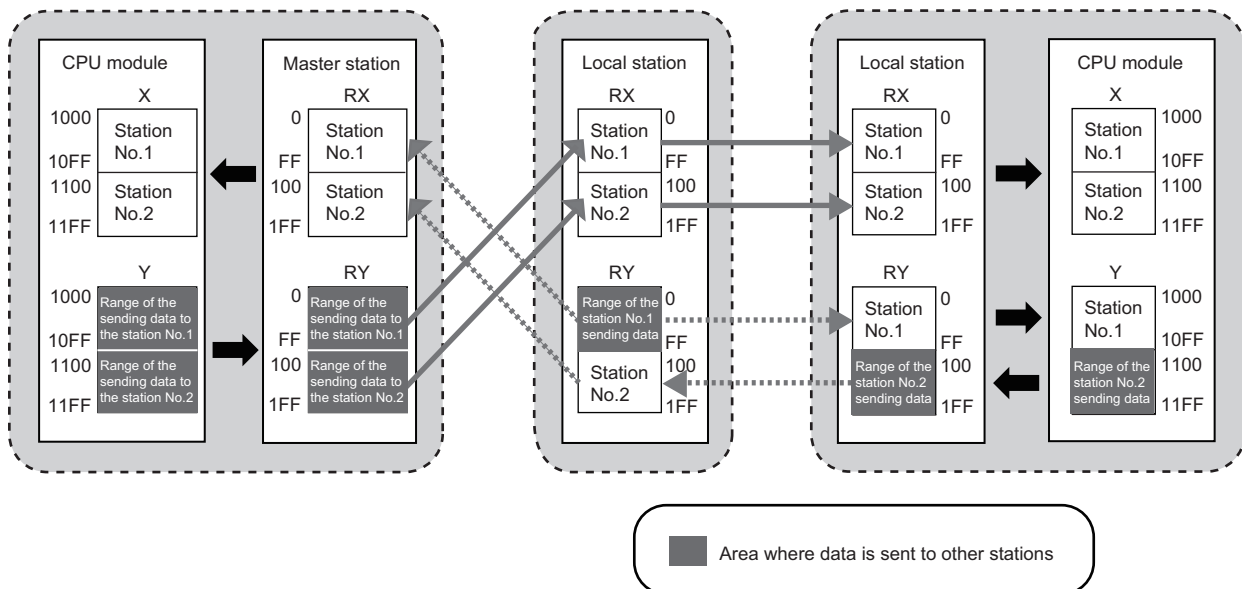 CPU module
X
1000
Station
No.1
10FF
1100
Station
No.2
11FF
Y
1000
Range of the
sending data to
the station No.1
10FF
1100
Range of the
sending data to
the station No.2
11FF
Master station
RX
0
Station
No.1
FF
100
Station
No.2
1FF
RY
0
Range of the
sending data to
the station No.1
FF
100
Range of the
sending data to
the station No.2
1FF
Local station
RX
0
Station
No.1
FF
100
Station
No.2
1FF
RY
0
Range of the
station No.1
sending data
FF
100
Station
No.2
1FF
Local station
RX
0
Station
No.1
FF
100
Station
No.2
1FF
RY
0
Station
No.1
FF
100
Range of the
station No.2
sending data
1FF
CPU module
X
1000
Station
No.1
10FF
1100
Station
No.2
11FF
Y
1000
Station
No.1
10FF
1100
Range of the
station No.2
sending data
11FF
Area where data is sent to other stations